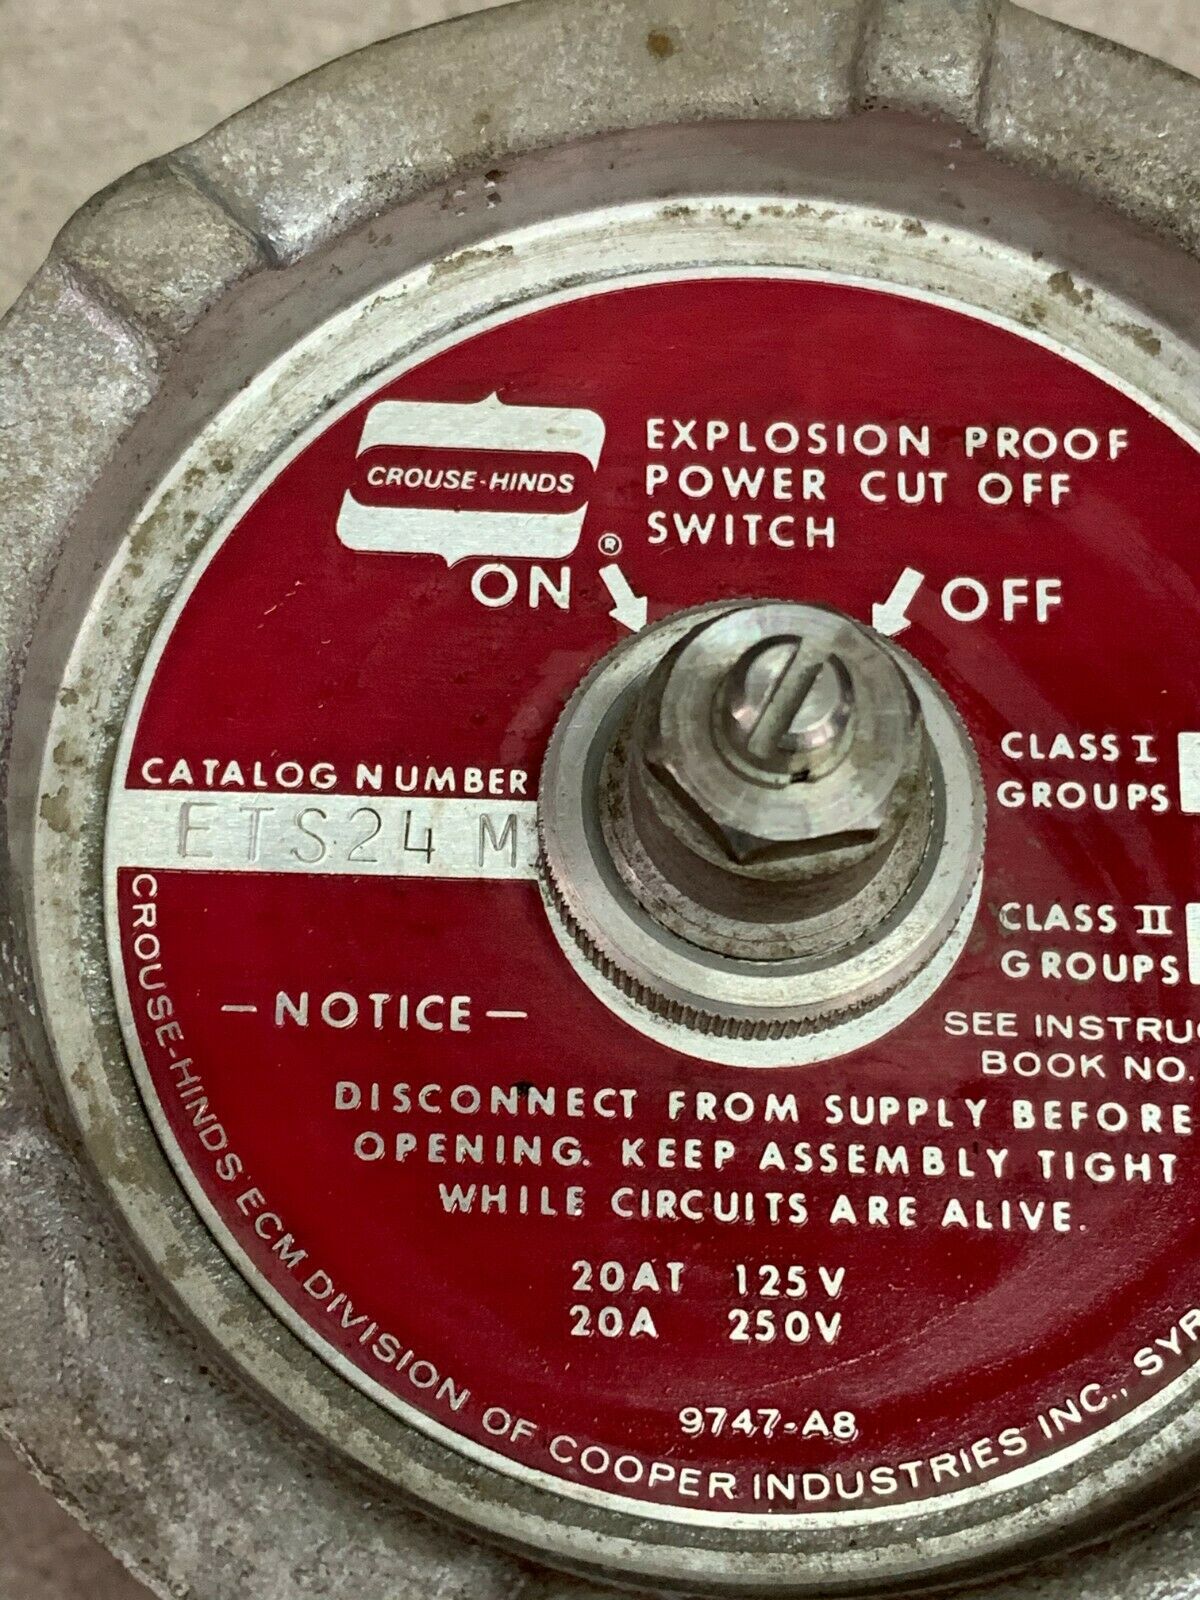 CROUSE-HINDS
®
EXPLOSION PROOF
POWER CUT OFF
SWITCH
ON
OFF
CATALOG NUMBER
ETS24
CLASS I
GROUPS
CLASS II
GROUPS
SEE
BOOK NO.
— NOTICE —
DISCONNECT FROM SUPPLY BEFORE
OPENING. KEEP ASSEMBLY TIGHT
WHILE CIRCUITS ARE ALIVE.
20AT 125V
20A 250V
9747-A8
CROUSE-HINDS ECM DIVISION OF COOPER INDUSTRIES INC.,